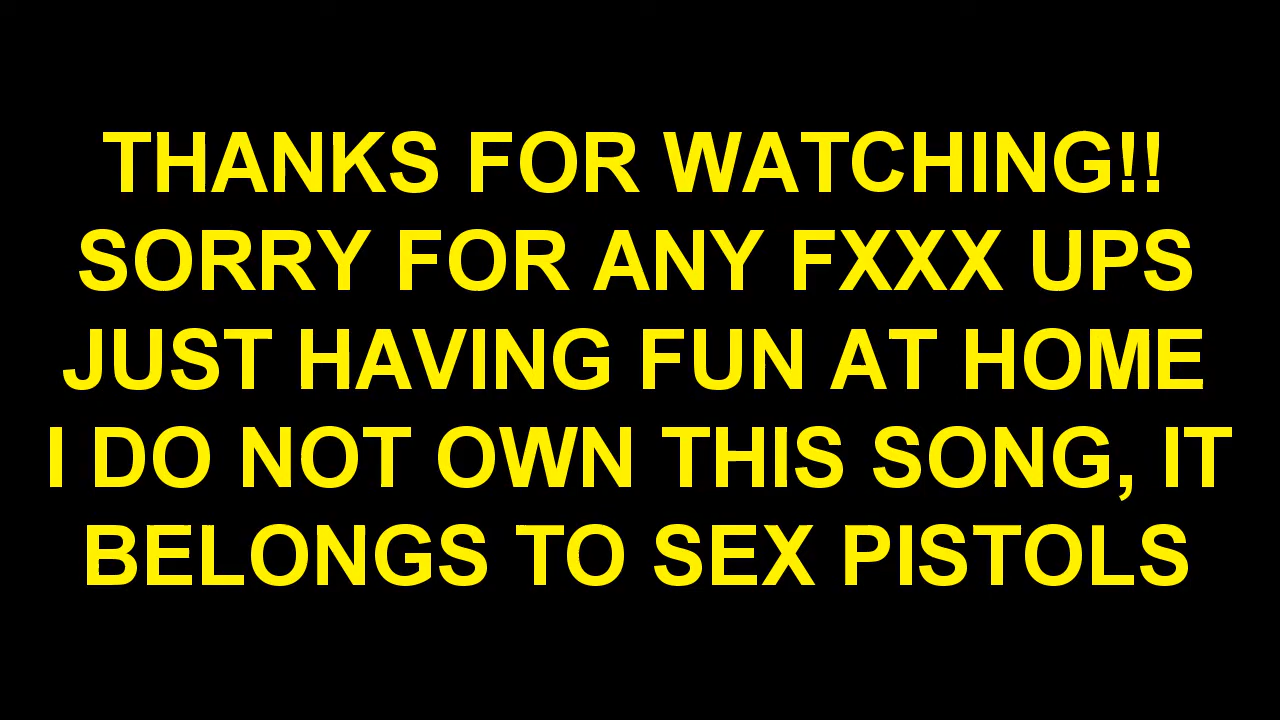 THANKS FOR WATCHING!!
SORRY FOR ANY FXXX UPS
JUST HAVING FUN AT HOME
I DO NOT OWN THIS SONG, IT
BELONGS TO SEX PISTOLS